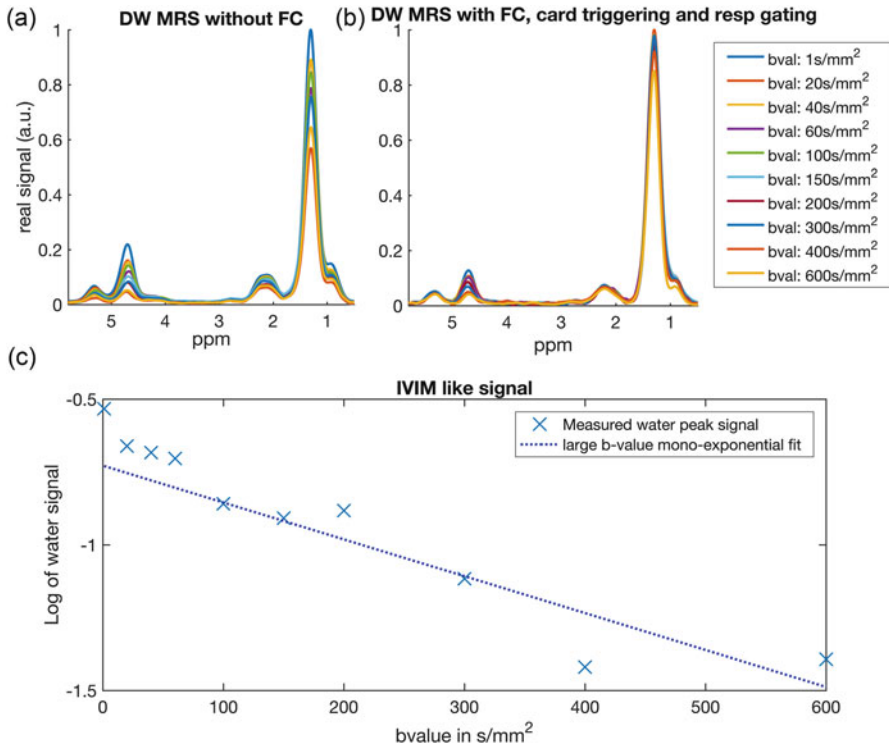 (a)
DW MRS without FC
real signal (a.u.)
1
0.8
0.6
0.4
0.2
0
5 4 3 2 1
ppm
(b)
DW MRS with FC, card triggering and resp gating
1
0.8
0.6
0.4
0.2
0
5 4 3 2 1
ppm
bval: 1s/mm²
bval: 20s/mm²
bval: 40s/mm²
bval: 60s/mm²
bval: 100s/mm²
bval: 150s/mm²
bval: 200s/mm²
bval: 300s/mm²
bval: 400s/mm²
bval: 600s/mm²
(c)
IVIM like signal
Log of water signal
-0.5
-1
-1.5
Measured water peak signal
large b-value mono-exponential fit
0 100 200 300 400 500 600
bvalue in s/mm²